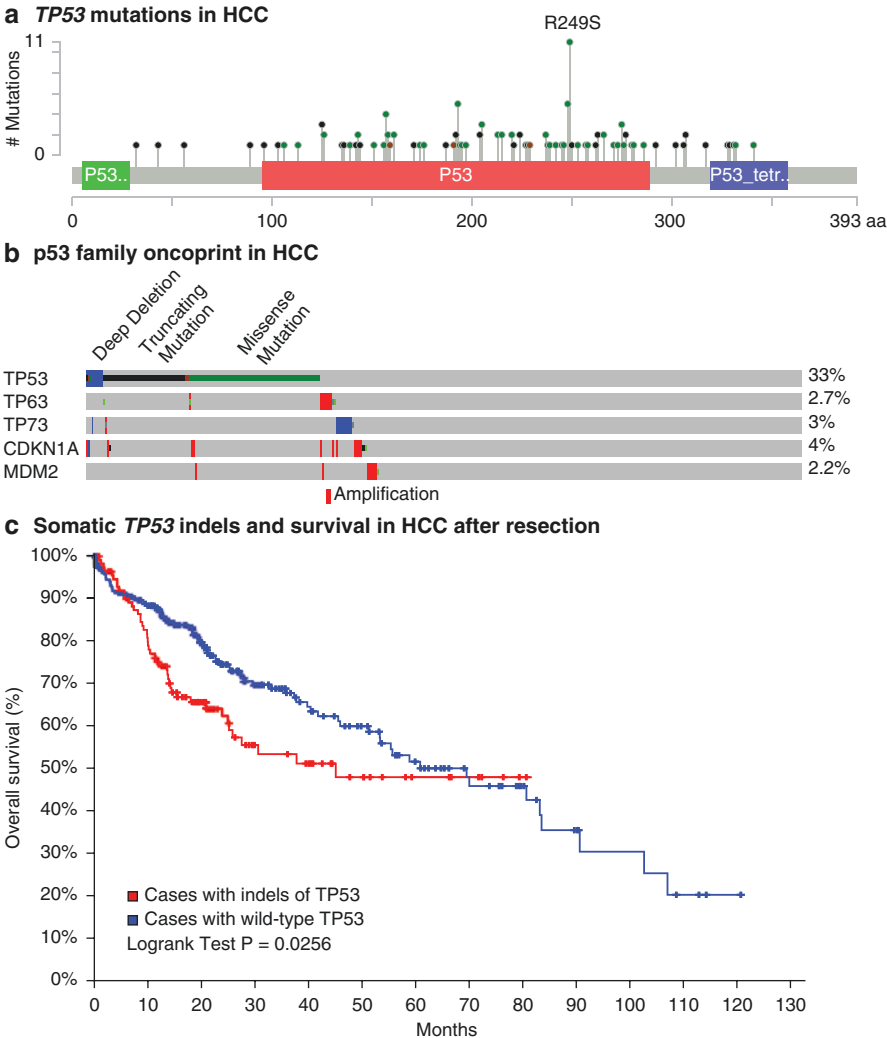 a TP53 mutations in HCC
R249S
11
# Mutations
0
P53..
P53
P53_tetr..
0
100
200
300
393 aa
b p53 family oncoprint in HCC
Deep Deletion
Truncating
Mutation
Missense
Mutation
TP53
33%
TP63
2.7%
TP73
3%
CDKN1A
4%
MDM2
2.2%
Amplification
c Somatic TP53 indels and survival in HCC after resection
100%
90%
80%
70%
60%
50%
40%
30%
20%
10%
0%
Overall survival (%)
Cases with indels of TP53
Cases with wild-type TP53
Logrank Test P = 0.0256
0 10 20 30 40 50 60 70 80 90 100 110 120 130
Months